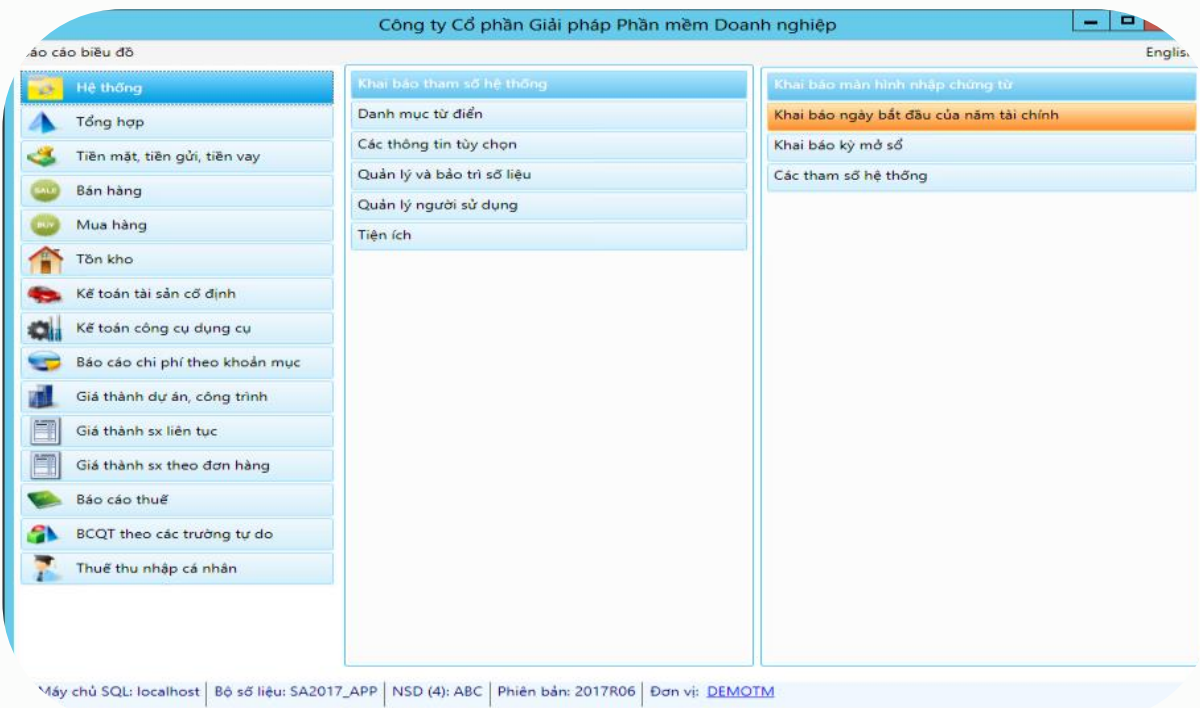 Công ty Cổ phần Giải pháp Phần mềm Doanh nghiệp
áo cáo biểu đồ
Englis
Hệ thống
Tổng hợp
Tiền mặt, tiền gửi, tiền vay
Bán hàng
Mua hàng
Tồn kho
Kế toán tài sản cố định
Kế toán công cụ dụng cụ
Báo cáo chi phí theo khoản mục
Giá thành dự án, công trình
Giá thành sx liên tục
Giá thành sx theo đơn hàng
Báo cáo thuế
BCQT theo các trường tự do
Thuế thu nhập cá nhân
Khai báo tham số hệ thống
Danh mục từ điển
Các thông tin tùy chọn
Quản lý và bảo trì số liệu
Quản lý người sử dụng
Tiện ích
Khai báo màn hình nhập chứng từ
Khai báo ngày bắt đầu của năm tài chính
Khai báo kỳ mở sổ
Các tham số hệ thống
Máy chủ SQL: localhost Bộ số liệu: SA2017_APP NSD (4): ABC Phiên bản: 2017R06 Đơn vị: DEMOTM